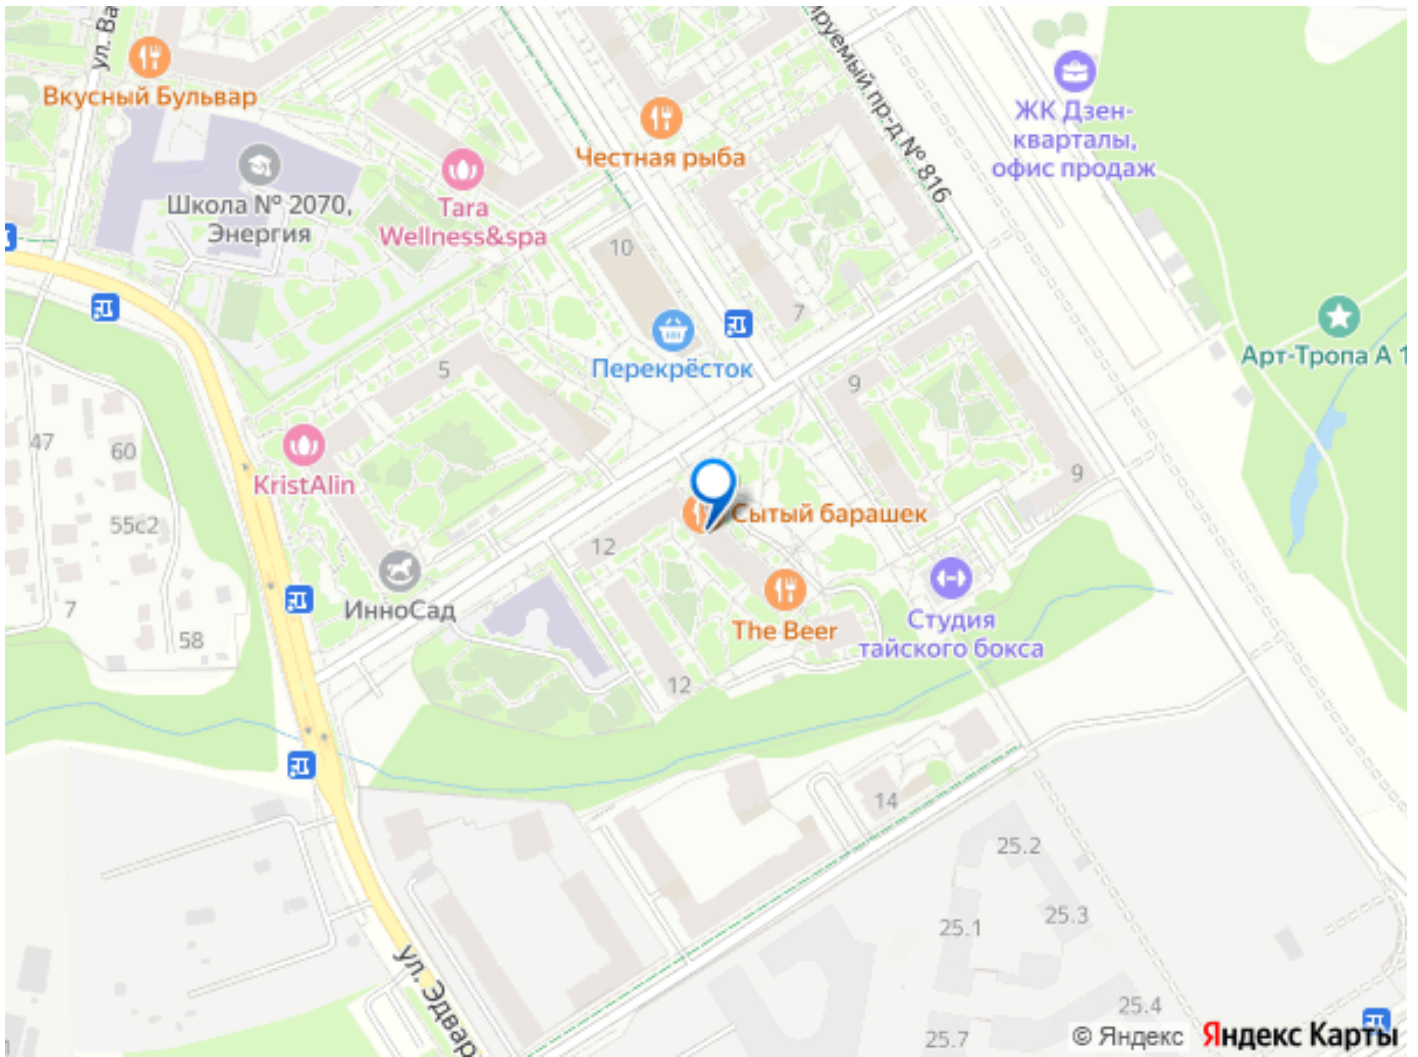 ул. Ва
Вкусный Бульвар
ируемый пр-д № 816
ЖК Дзен-
кварталы,
офис продаж
Честная рыба
Школа № 2070,
Энергия
Tara
Wellness&spa
10
7
Перекрёсток
Арт-Тропа А 1
5
9
47
60
KristAlin
9
55с2
Сытый барашек
12
7
ИнноСад
58
The Beer
Студия
тайского бокса
12
14
25.2
25.3
25.1
ул. Эдвар
25.4
25.7
1
© Яндекс Яндекс Карты